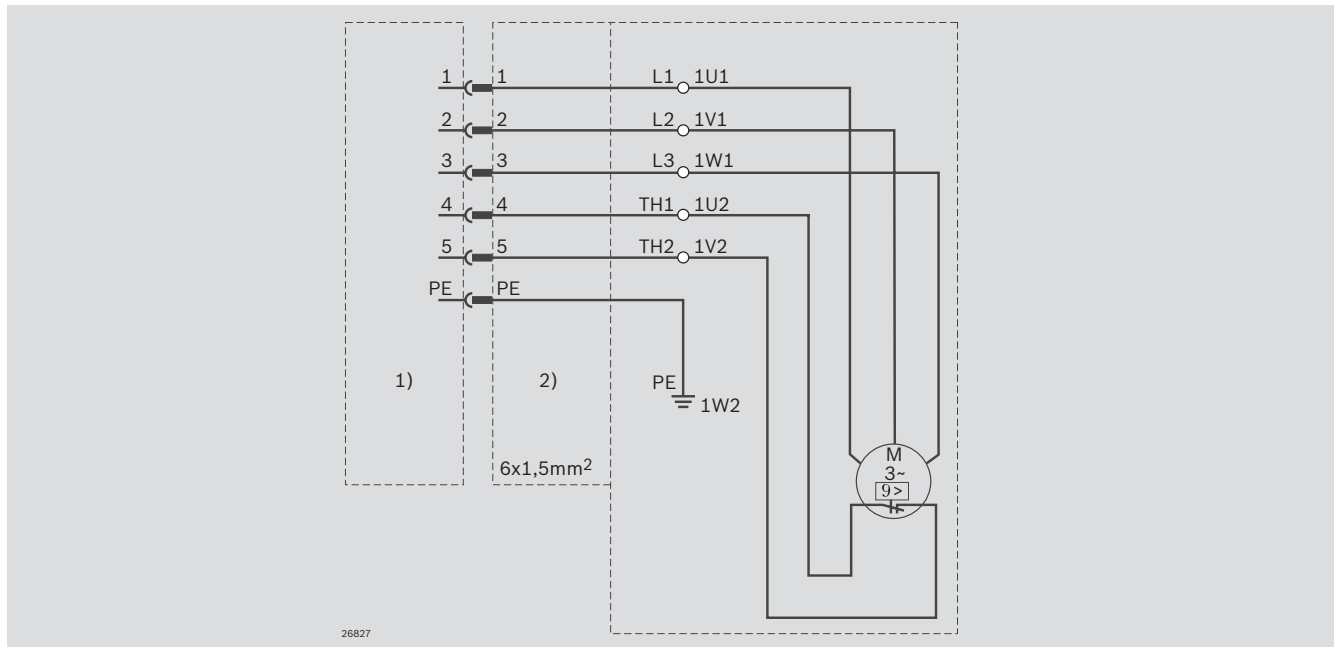 1 1 L1 1U1
2 2 L2 1V1
3 3 L3 1W1
4 4 TH1 1U2
5 5 TH2 1V2
PE PE
1) 2) PE
1W2
M
6x1,5mm² 3~
9>
26827